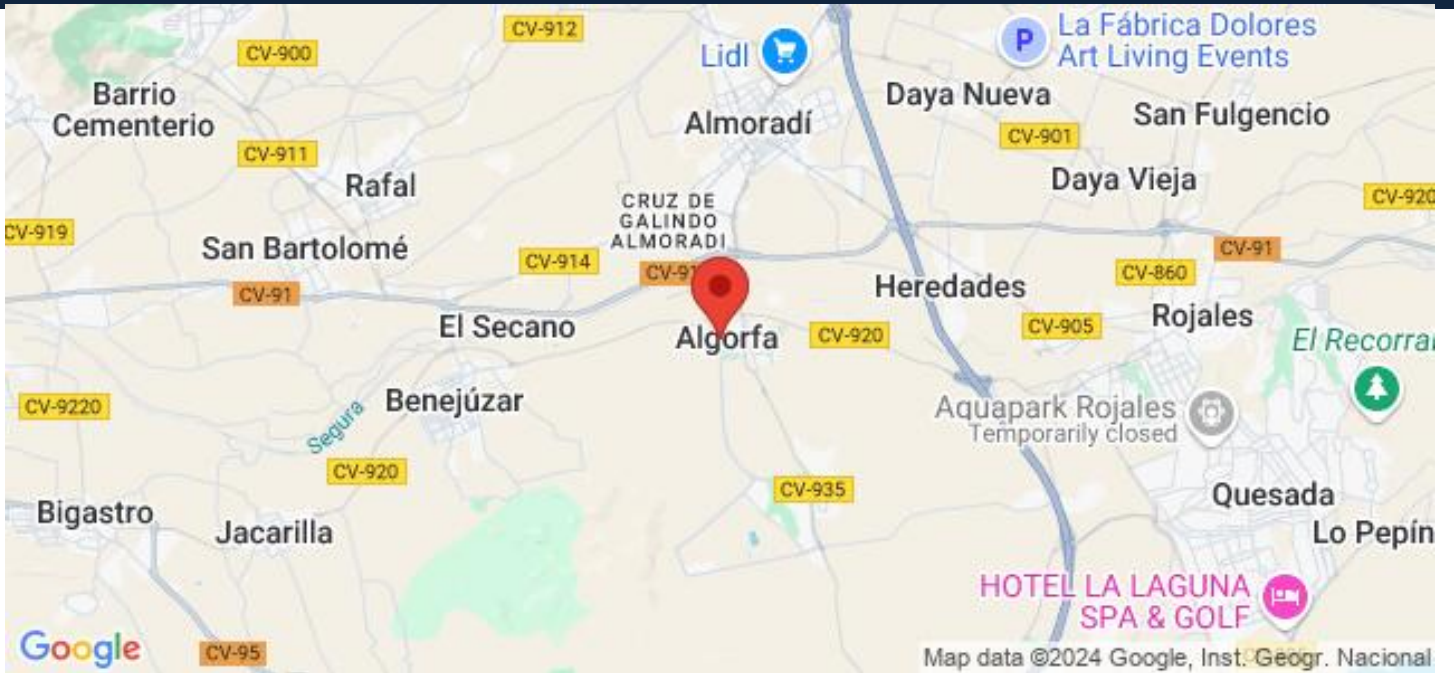 CV-912
La Fábrica Dolores
Art Living Events
P
CV-900
Lidl
Barrio
Cementerio
Daya Nueva
San Fulgencio
Almoradí
CV-901
CV-911
Rafal
Daya Vieja
CV-920
CRUZ DE
GALINDO
ALMORADI
CV-919
San Bartolomé
CV-914
CV-91
CV-860
Heredades
CV-91
Rojales
El Secano
Algorfa
CV-920
CV-905
Benejúzar
CV-9220
Segura
Aquapark Rojales
Temporarily closed
CV-920
CV-935
Quesada
Bigastro
Jacarilla
HOTEL LA LAGUNA
SPA & GOLF
Google
CV-95
Map data ©2024 Google, Inst. Geogr. Nacional